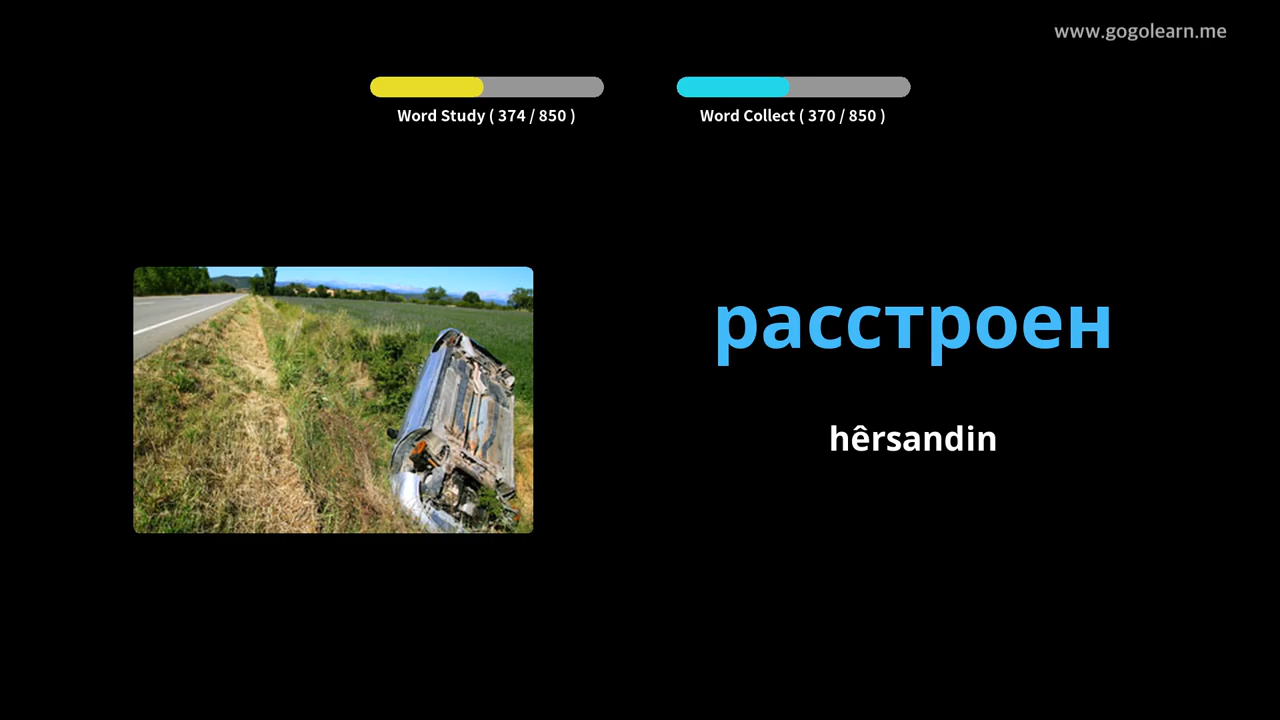 www.gogolearn.me
Word Study ( 374 / 850 )
Word Collect ( 370 / 850 )
расстроен
hêrsandin